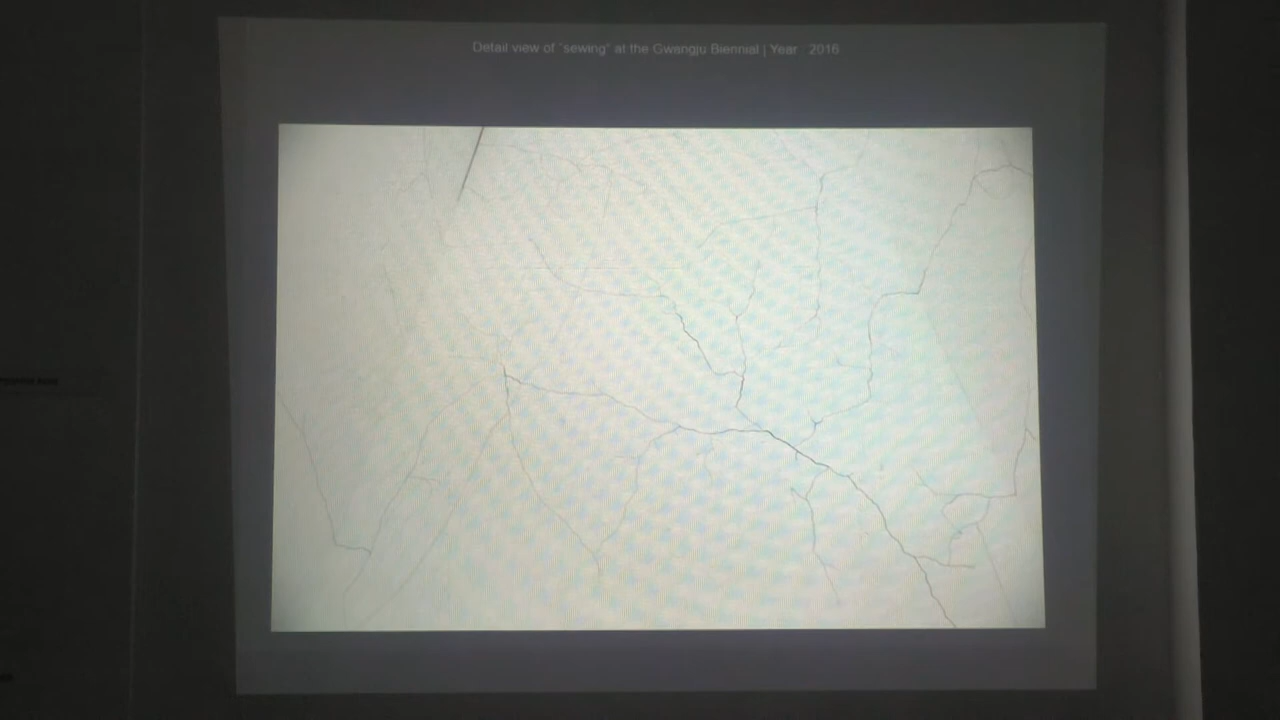 Detail view of "sewing" at the Gwangju Biennial | Year : 2016